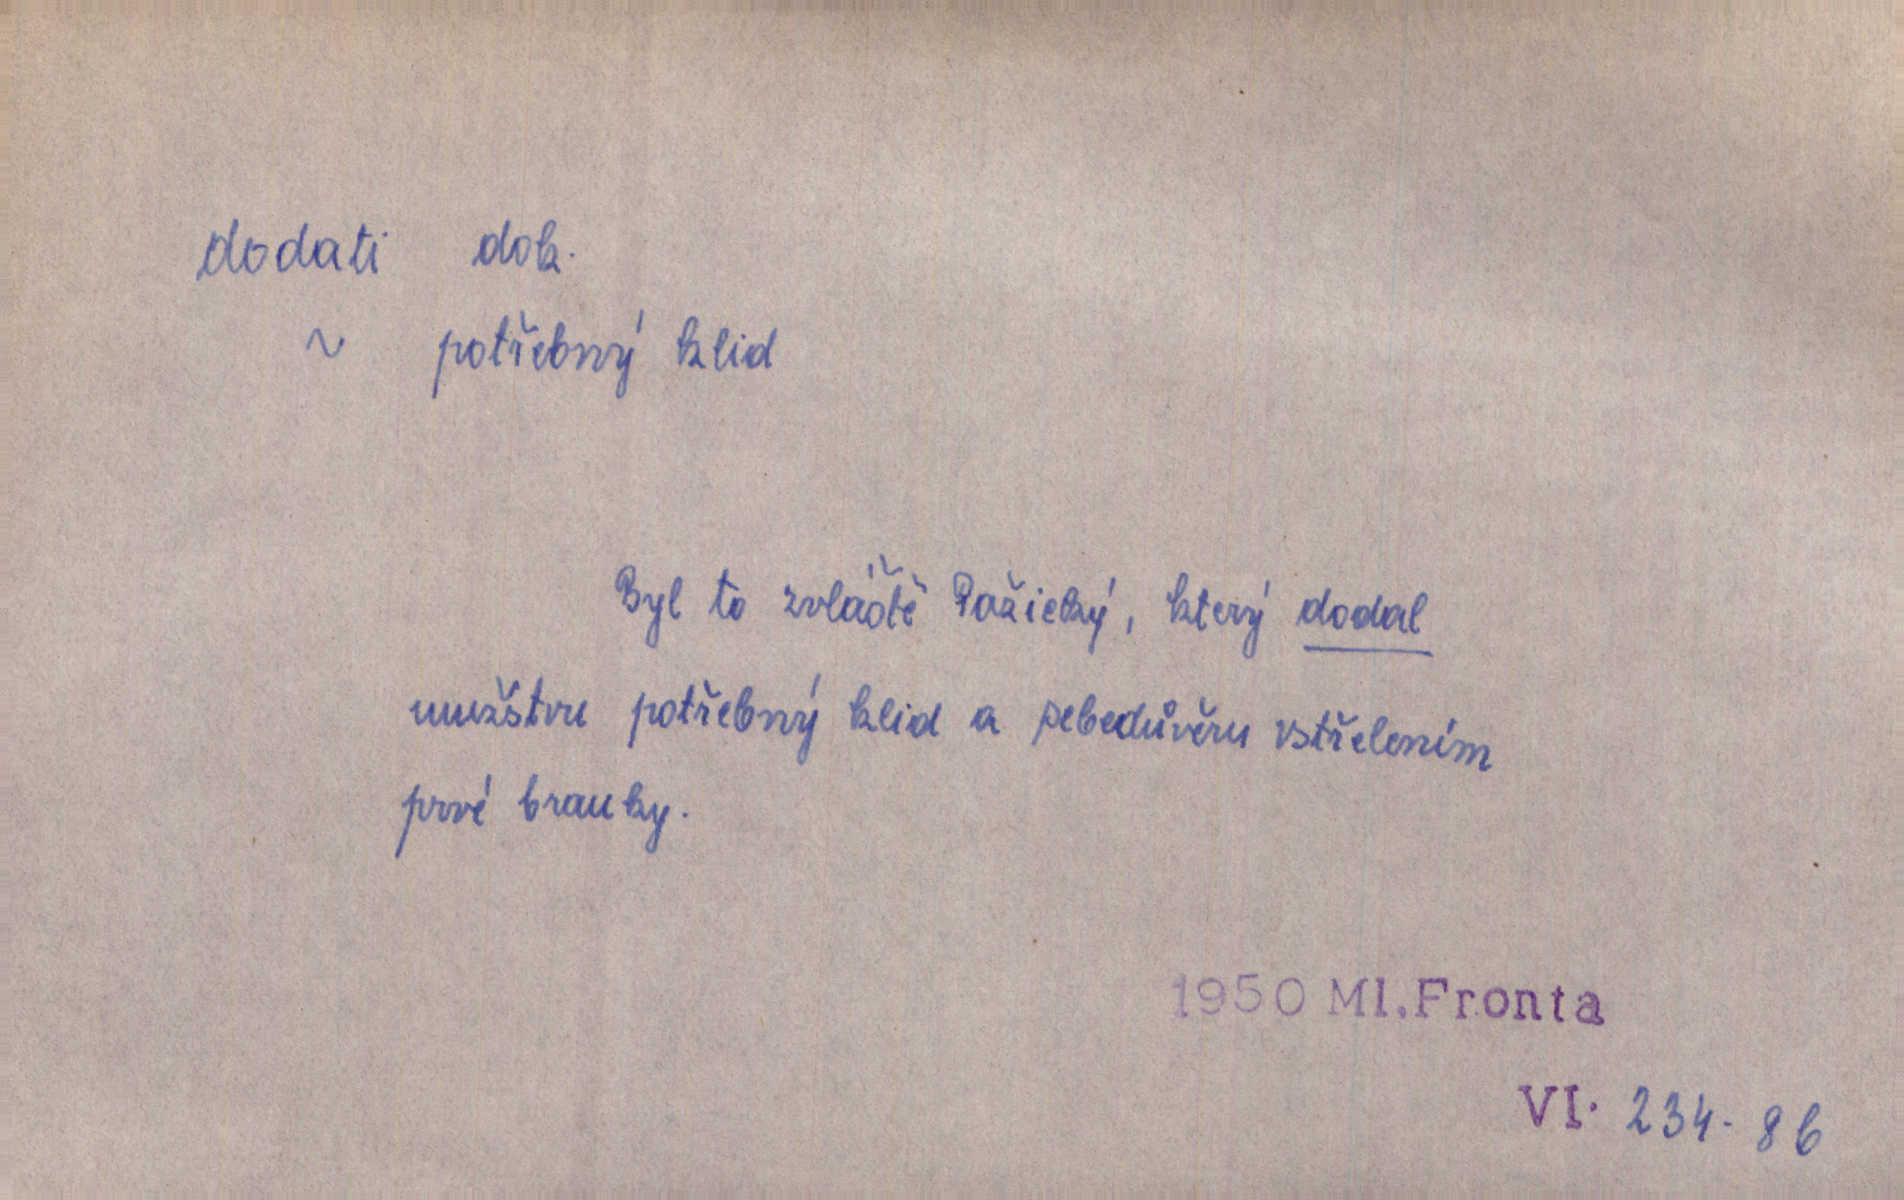 dodati dok.
~ potřebný klid
Byl to zvláště Pažický, který dodal
mužstvu potřebný klid a sebedůvěru vstřelením
prvé branky.
1950 Ml.Fronta
VI. 234 - 8b